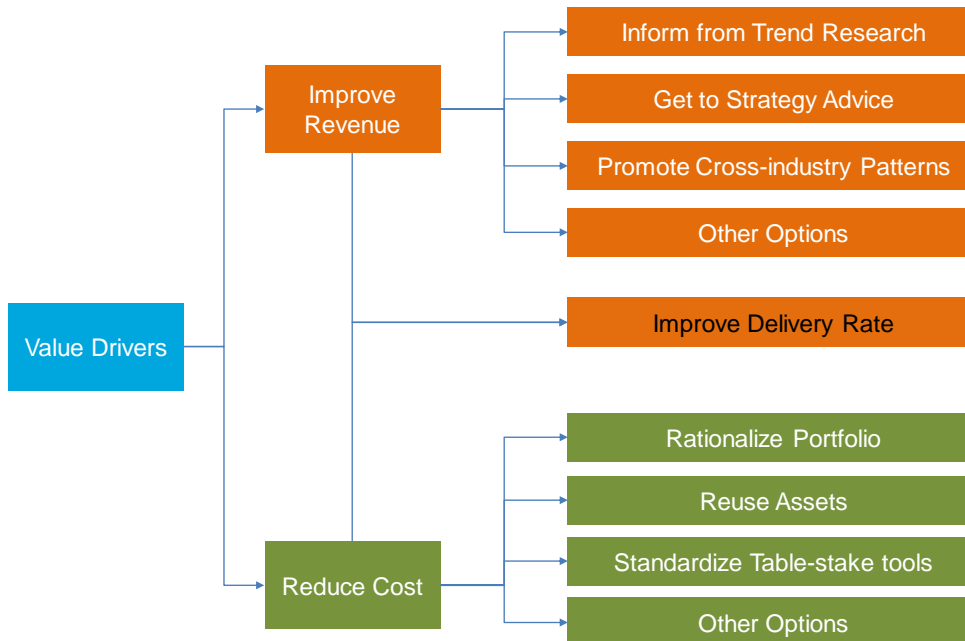 Inform from Trend Research
Improve
Revenue
Get to Strategy Advice
Promote Cross-industry Patterns
Other Options
Value Drivers
Improve Delivery Rate
Rationalize Portfolio
Reuse Assets
Standardize Table-stake tools
Reduce Cost
Other Options